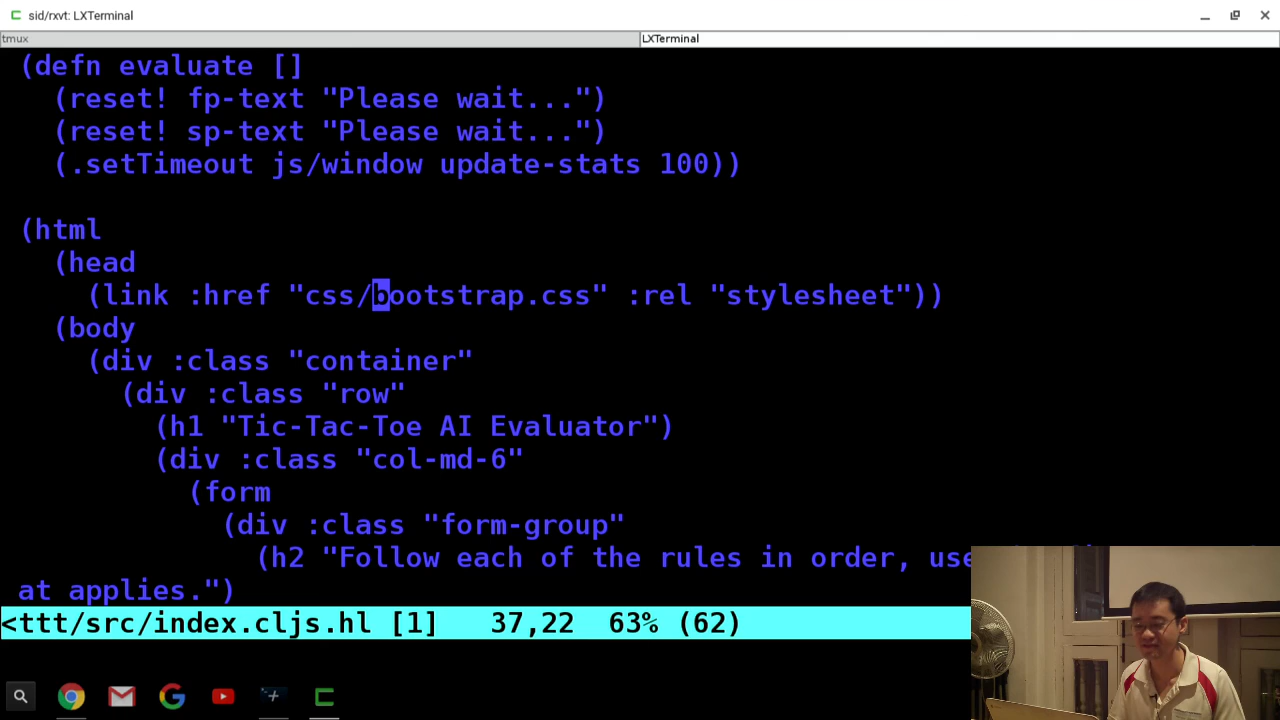 sid/rxvt: LXTerminal
tmux
LXTerminal
(defn evaluate []
(reset! fp-text "Please wait...")
(reset! sp-text "Please wait...")
(.setTimeout js/window update-stats 100))
(html
(head
(link :href "css/bootstrap.css" :rel "stylesheet"))
(body
(div :class "container"
(div :class "row"
(h1 "Tic-Tac-Toe AI Evaluator")
(div :class "col-md-6"
(form
(div :class "form-group"
(h2 "Follow each of the rules in order, use
at applies.")
<ttt/src/index.cljs.hl [1] 37,22 63% (62)